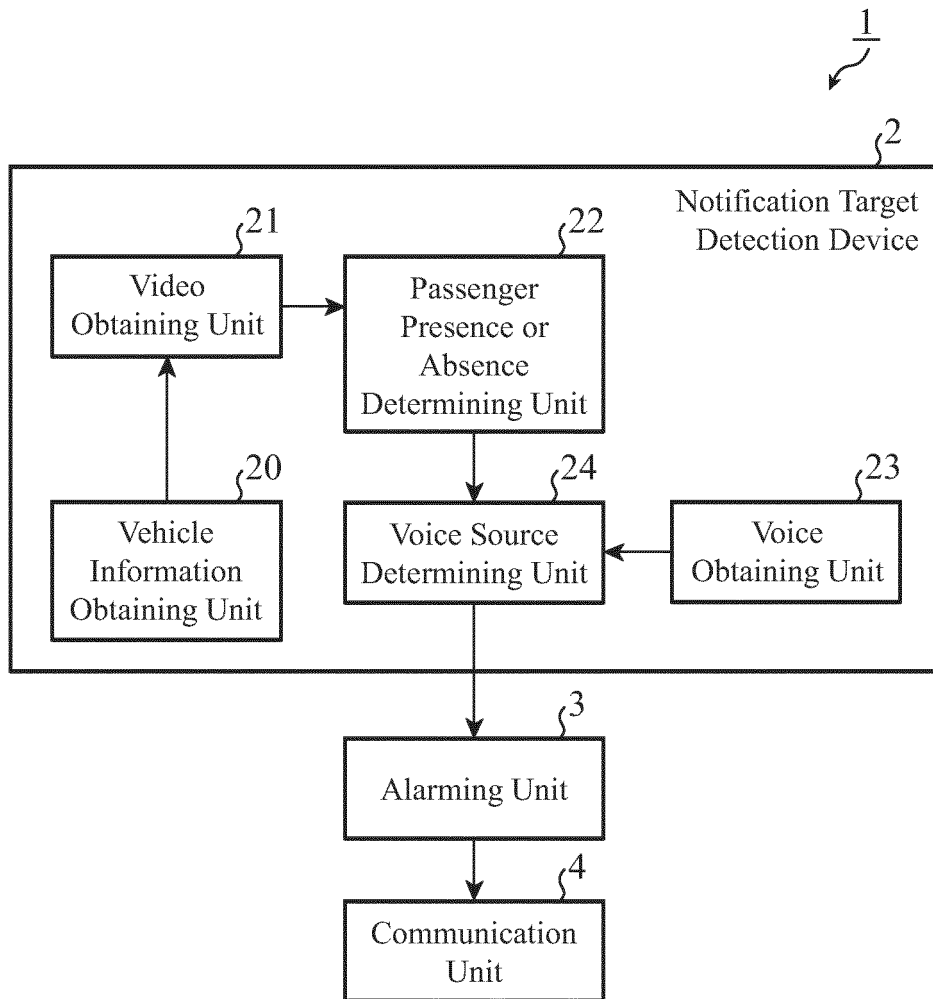 1
2
Notification Target
Detection Device
21
Video
Obtaining Unit
22
Passenger
Presence or
Absence
Determining Unit
20
Vehicle
Information
Obtaining Unit
24
Voice Source
Determining Unit
23
Voice
Obtaining Unit
3
Alarming Unit
4
Communication
Unit